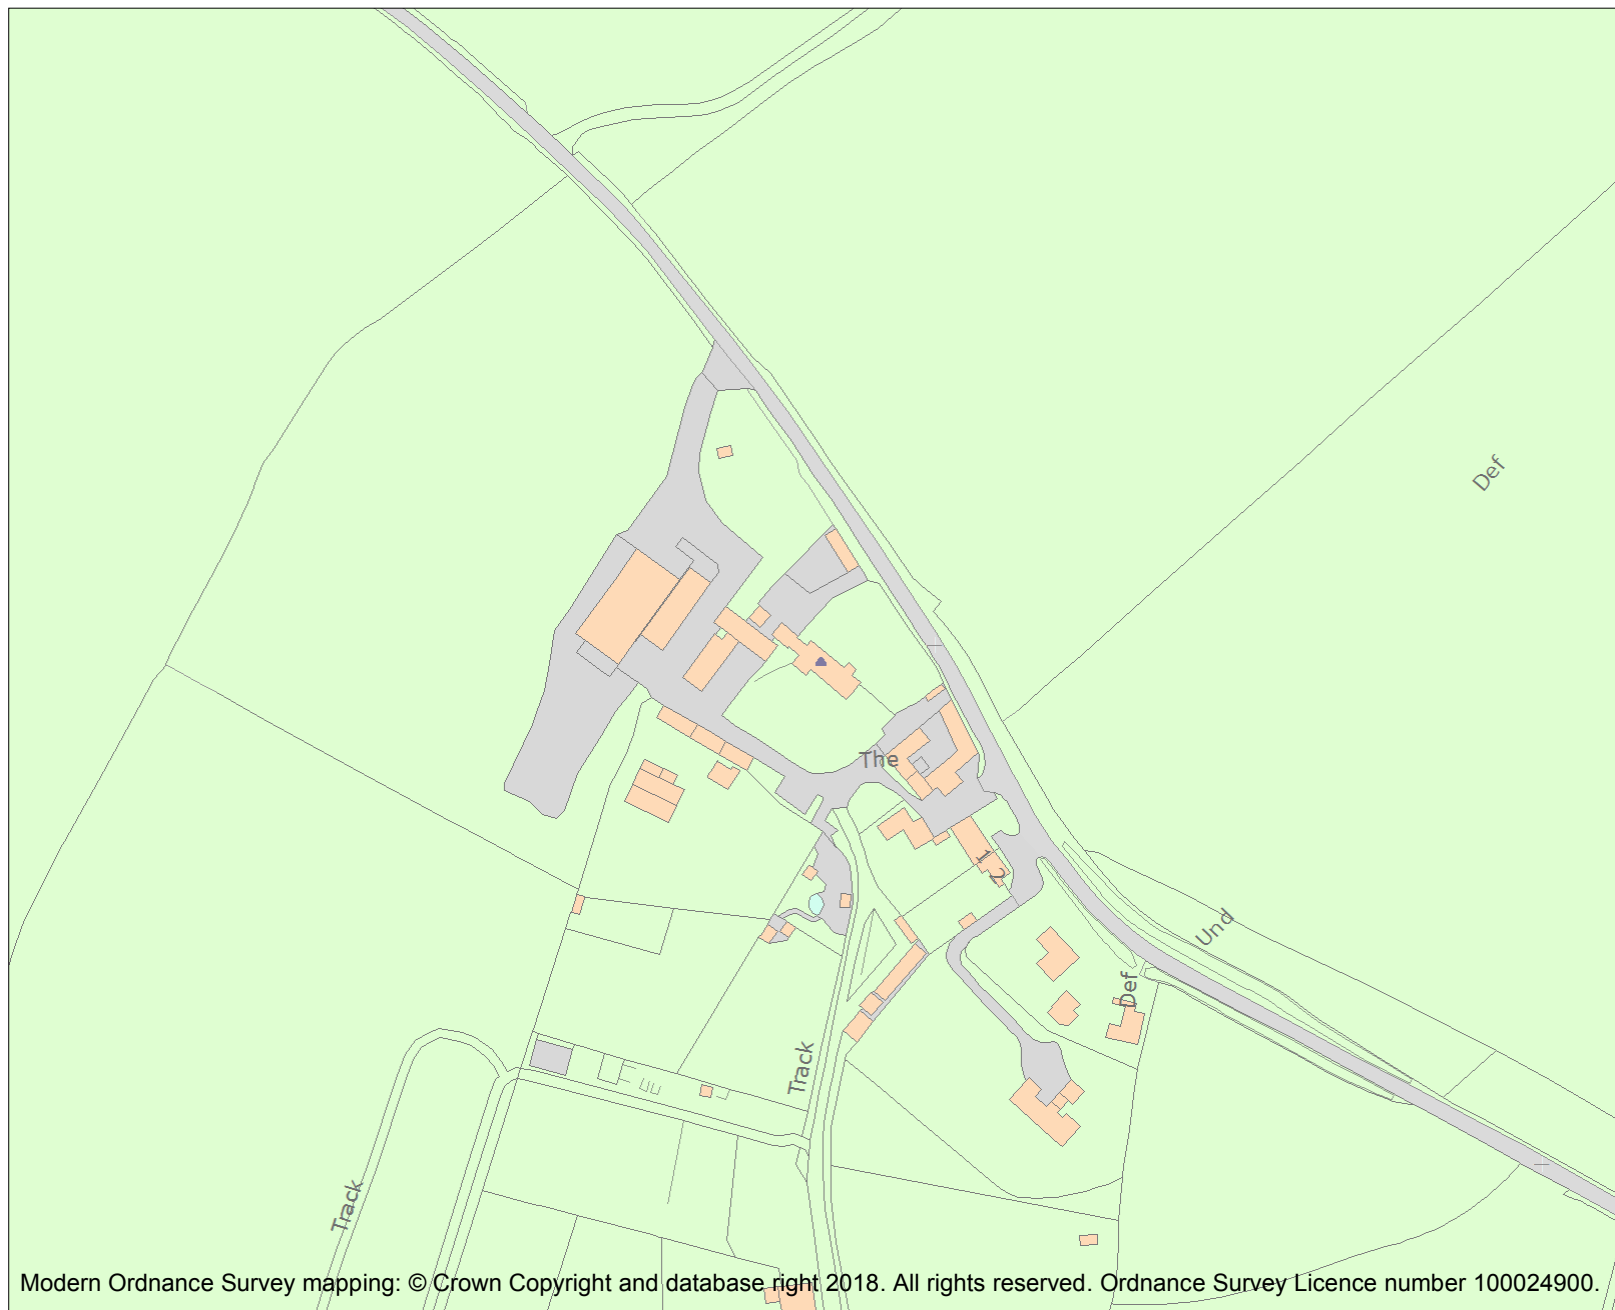 Def
The
1
2
Und
Def
Track
Track
Modern Ordnance Survey mapping: © Crown Copyright and database right 2018. All rights reserved. Ordnance Survey Licence number 100024900.